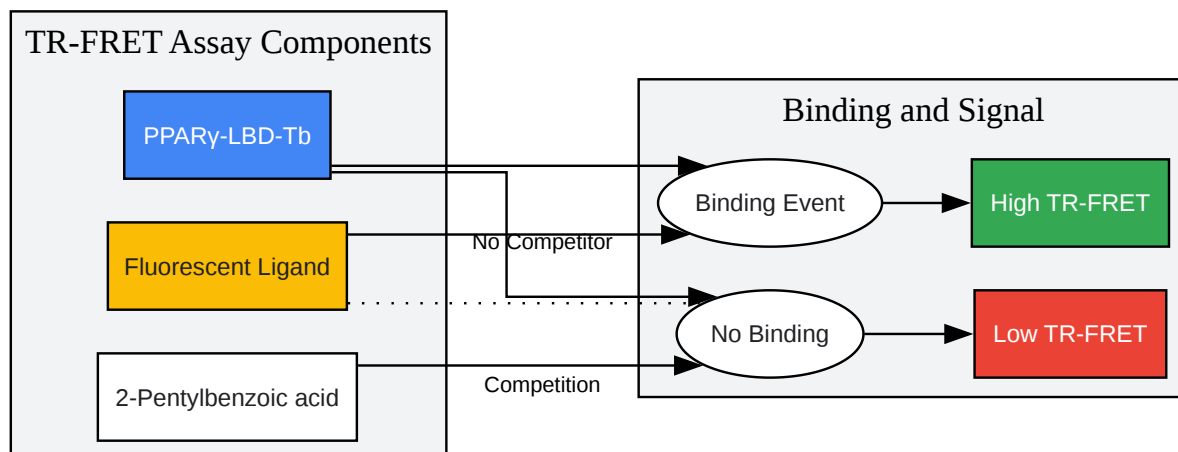 TR-FRET Assay Components
PPARγ-LBD-Tb
Fluorescent Ligand
2-Pentylbenzoic acid
No Competitor
Competition
Binding and Signal
Binding Event
High TR-FRET
No Binding
Low TR-FRET